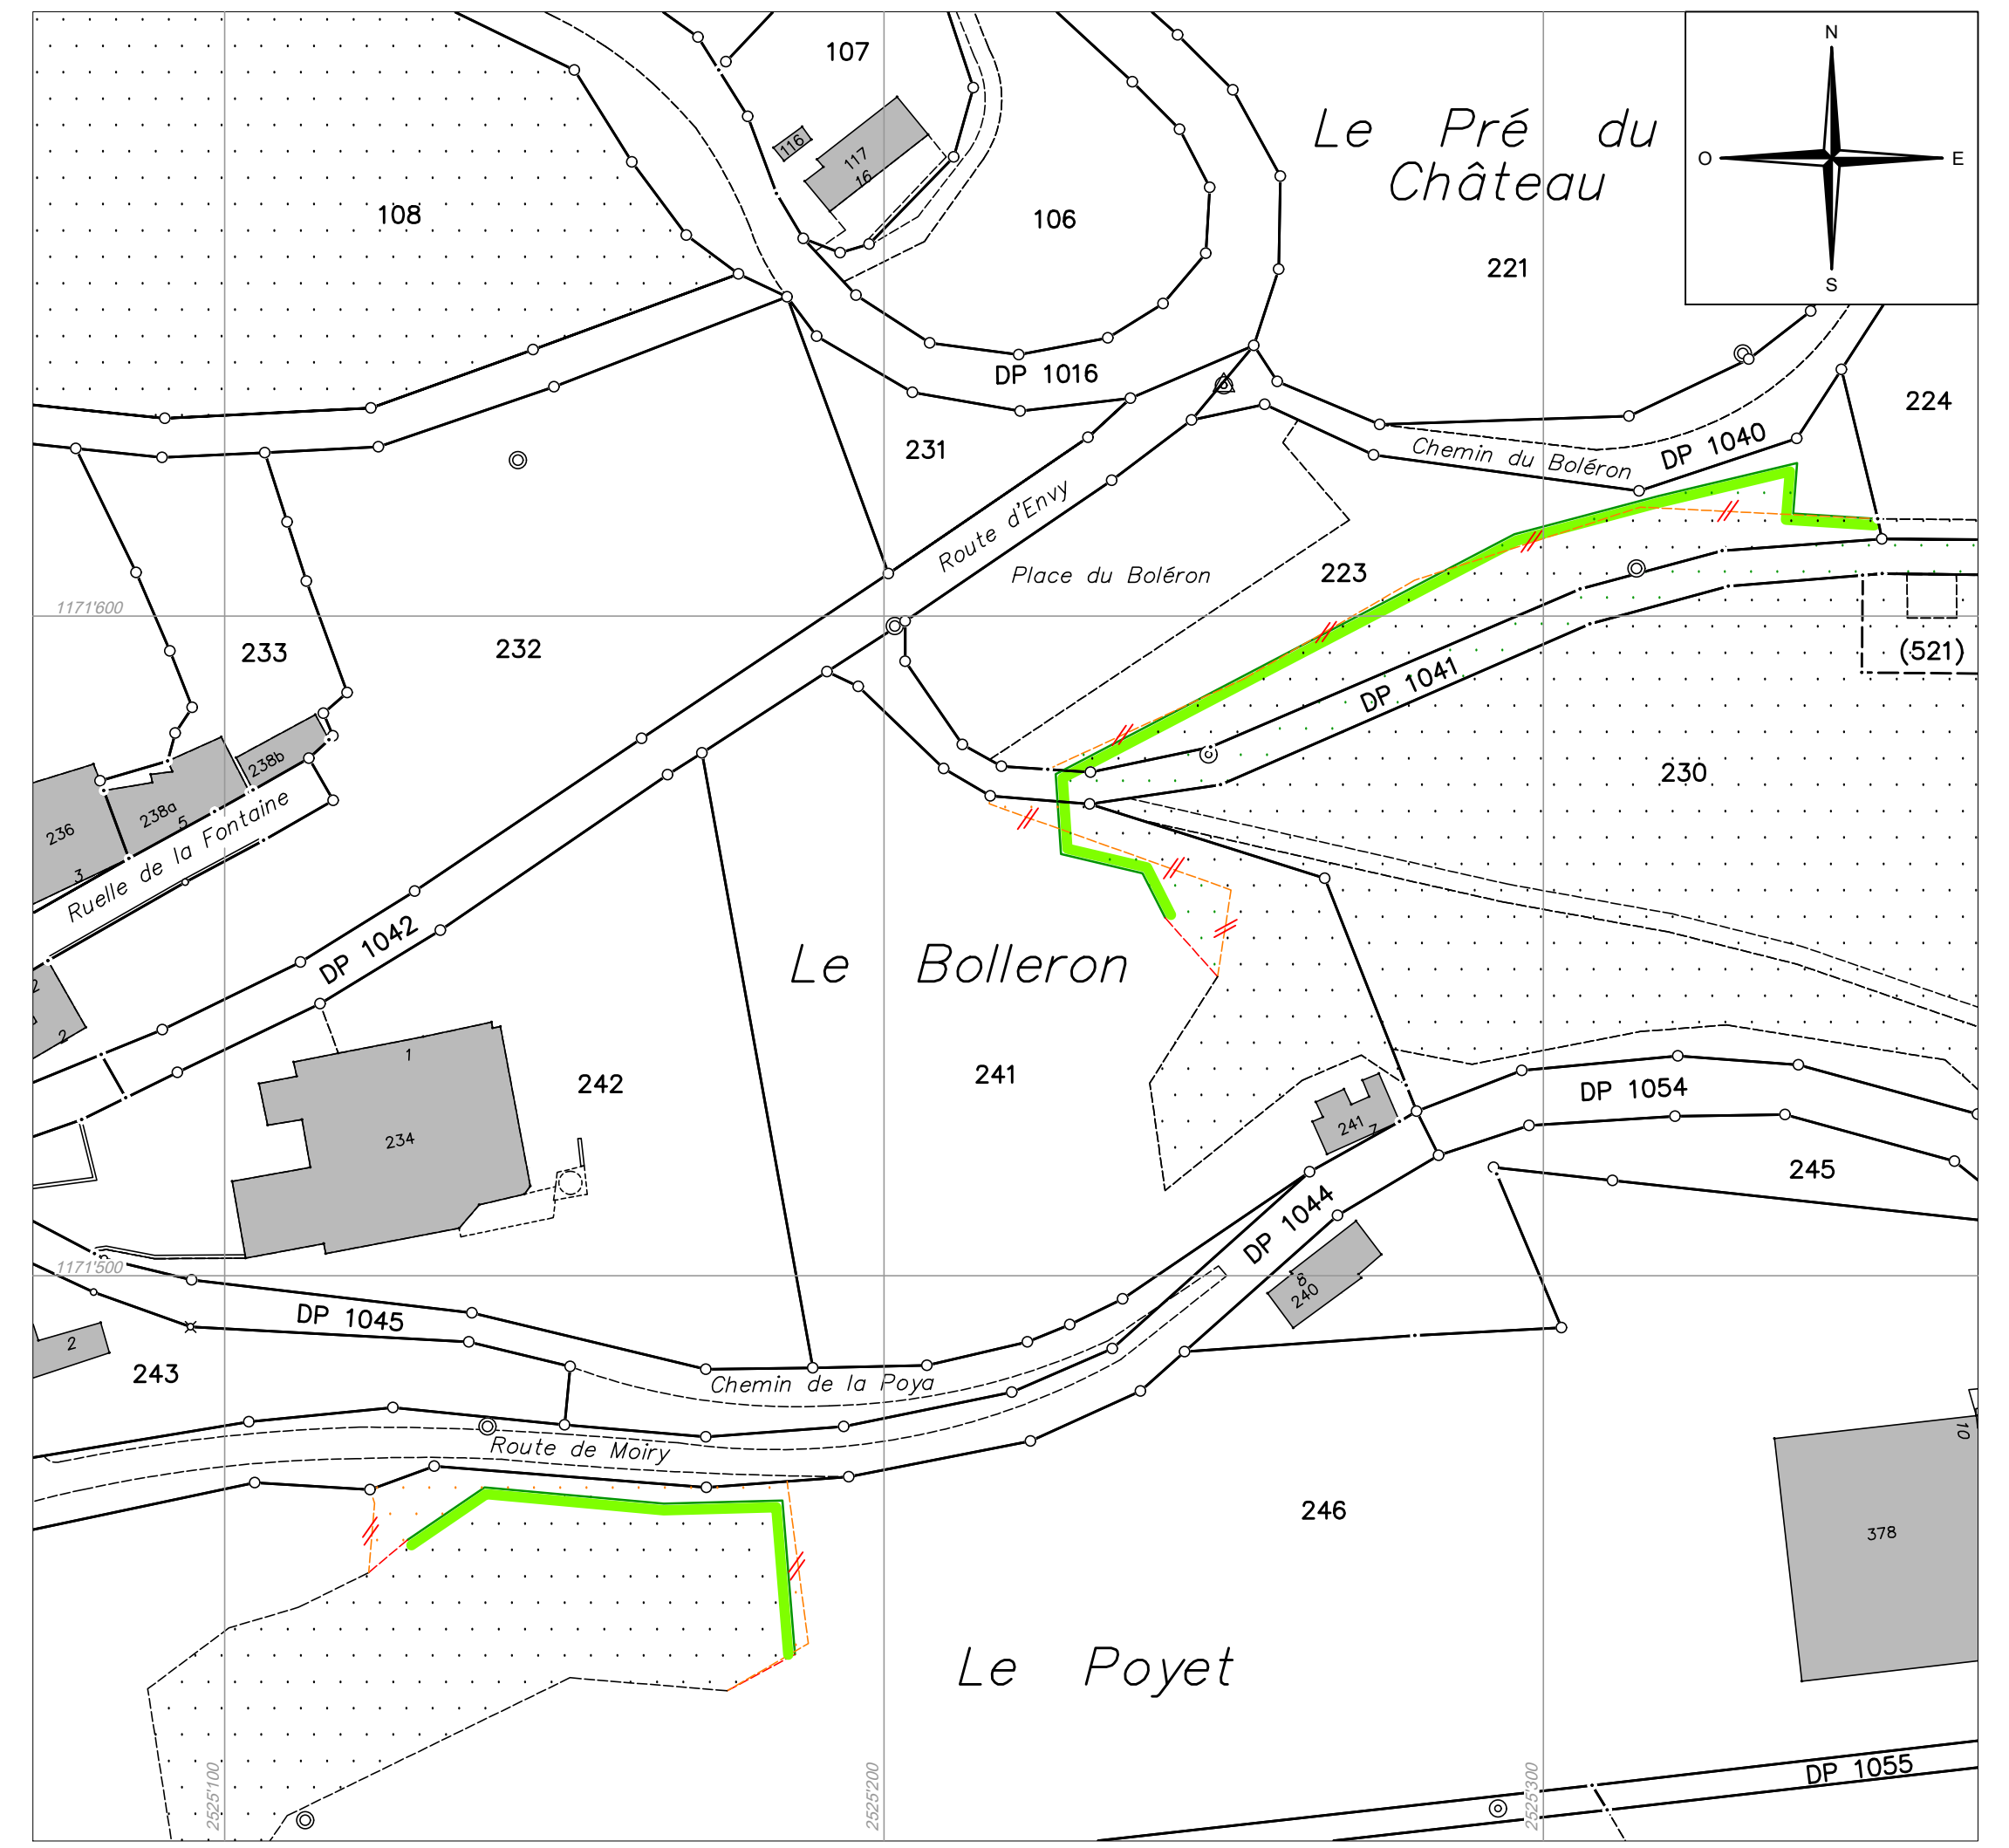 N
107
Le Pré du
Château
116
117
16
O
E
108
106
221
S
DP 1016
224
231
Chemin du Boléron
DP 1040
Route d'Envy
Place du Boléron
223
1171'600
233
232
(521)
DP 1041
238b
238a
5
236
3
Ruelle de la Fontaine
230
DP 1042
Le Bolleron
2
2
1
242
241
DP 1054
234
241
7
245
DP 1044
1171'500
8
240
DP 1045
2
243
Chemin de la Poya
Route de Moiry
10
246
378
Le Poyet
2525'100
2525'200
2525'300
DP 1055